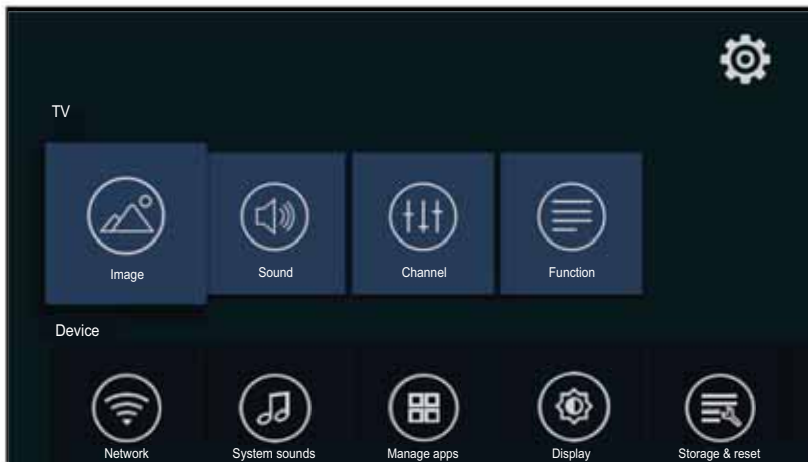 TV
Image Sound Channel Function
Device
Network System sounds Manage apps Display Storage & reset